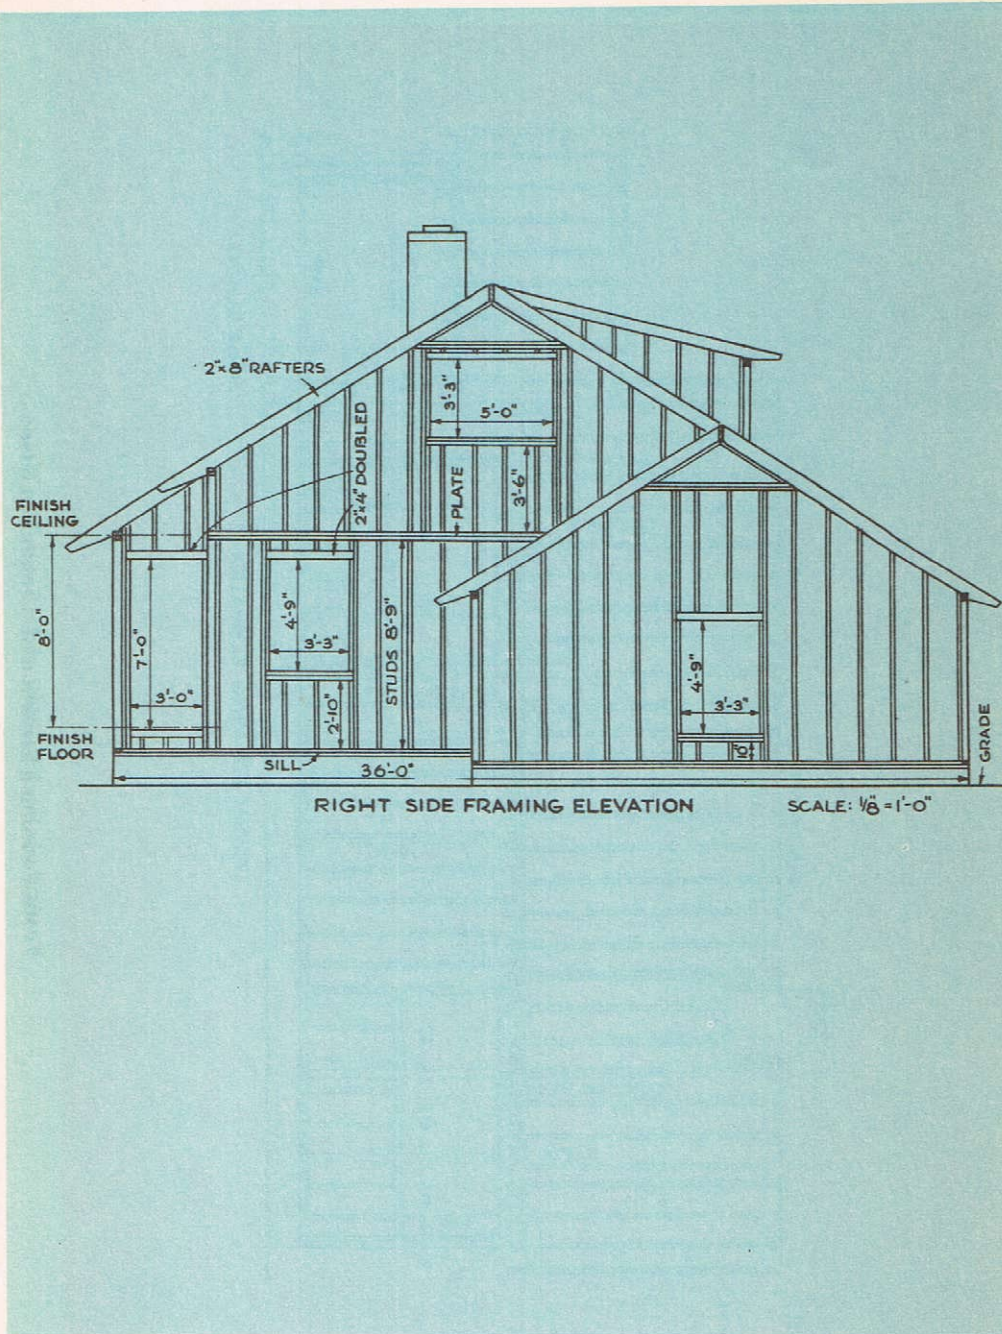 2"x8" RAFTERS
3'-3"
5'-0"
2"x4" DOUBLED
PLATE
3'-6"
FINISH
CEILING
8'-0"
7'-0"
3'-0"
4'-9"
3'-3"
2'-10"
STUDS 8'-9"
4'-9"
3'-3"
10"
FINISH
FLOOR
SILL
36'-0"
GRADE
RIGHT SIDE FRAMING ELEVATION
SCALE: 1/8"=1'-0"